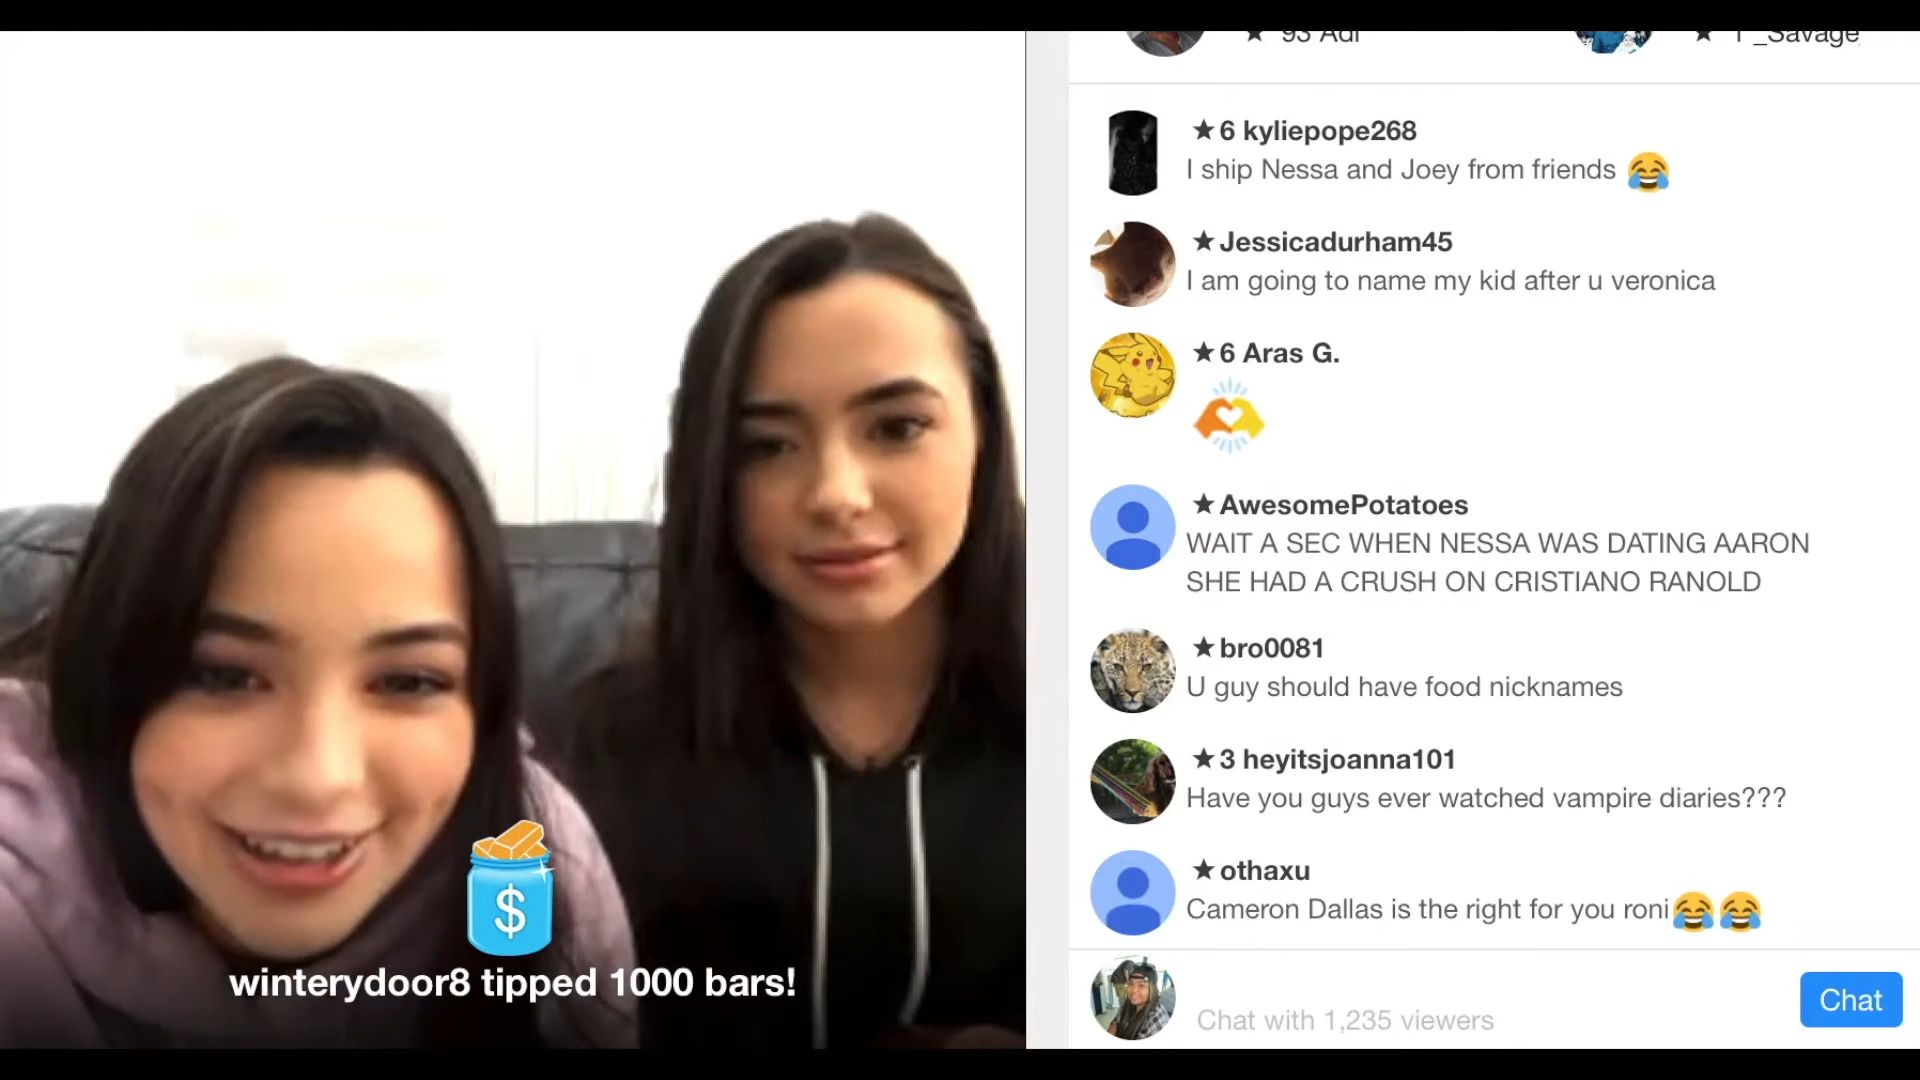 93 Adi
T_Savage
★6 kyliepope268
I ship Nessa and Joey from friends 😂
★Jessicadurham45
I am going to name my kid after u veronica
★6 Aras G.
★AwesomePotatoes
WAIT A SEC WHEN NESSA WAS DATING AARON
SHE HAD A CRUSH ON CRISTIANO RANOLD
★bro0081
U guy should have food nicknames
★3 heyitsjoanna101
Have you guys ever watched vampire diaries???
★othaxu
Cameron Dallas is the right for you roni😂😂
Chat with 1,235 viewers
Chat
$
winterydoor8 tipped 1000 bars!